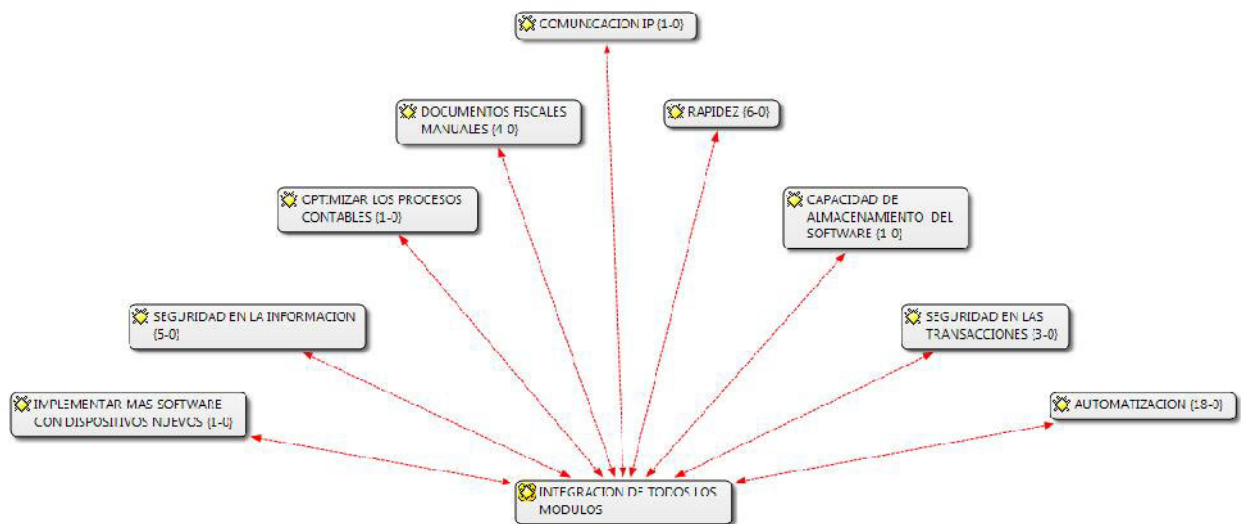 COMUNICACION IP {1-0}
DOCUMENTOS FISCALES
MANUALES {4-0}
RAPIDEZ {6-0}
OPTIMIZAR LOS PROCESOS
CONTABLES {1-0}
CAPACIDAD DE
ALMACENAMIENTO DEL
SOFTWARE {1-0}
SEGURIDAD EN LA INFORMACION
{5-0}
SEGURIDAD EN LAS
TRANSACCIONES {3-0}
IMPLEMENTAR MAS SOFTWARE
CON DISPOSITIVOS NUEVOS {1-0}
AUTOMATIZACION {18-0}
INTEGRACION DE TODOS LOS
MODULOS